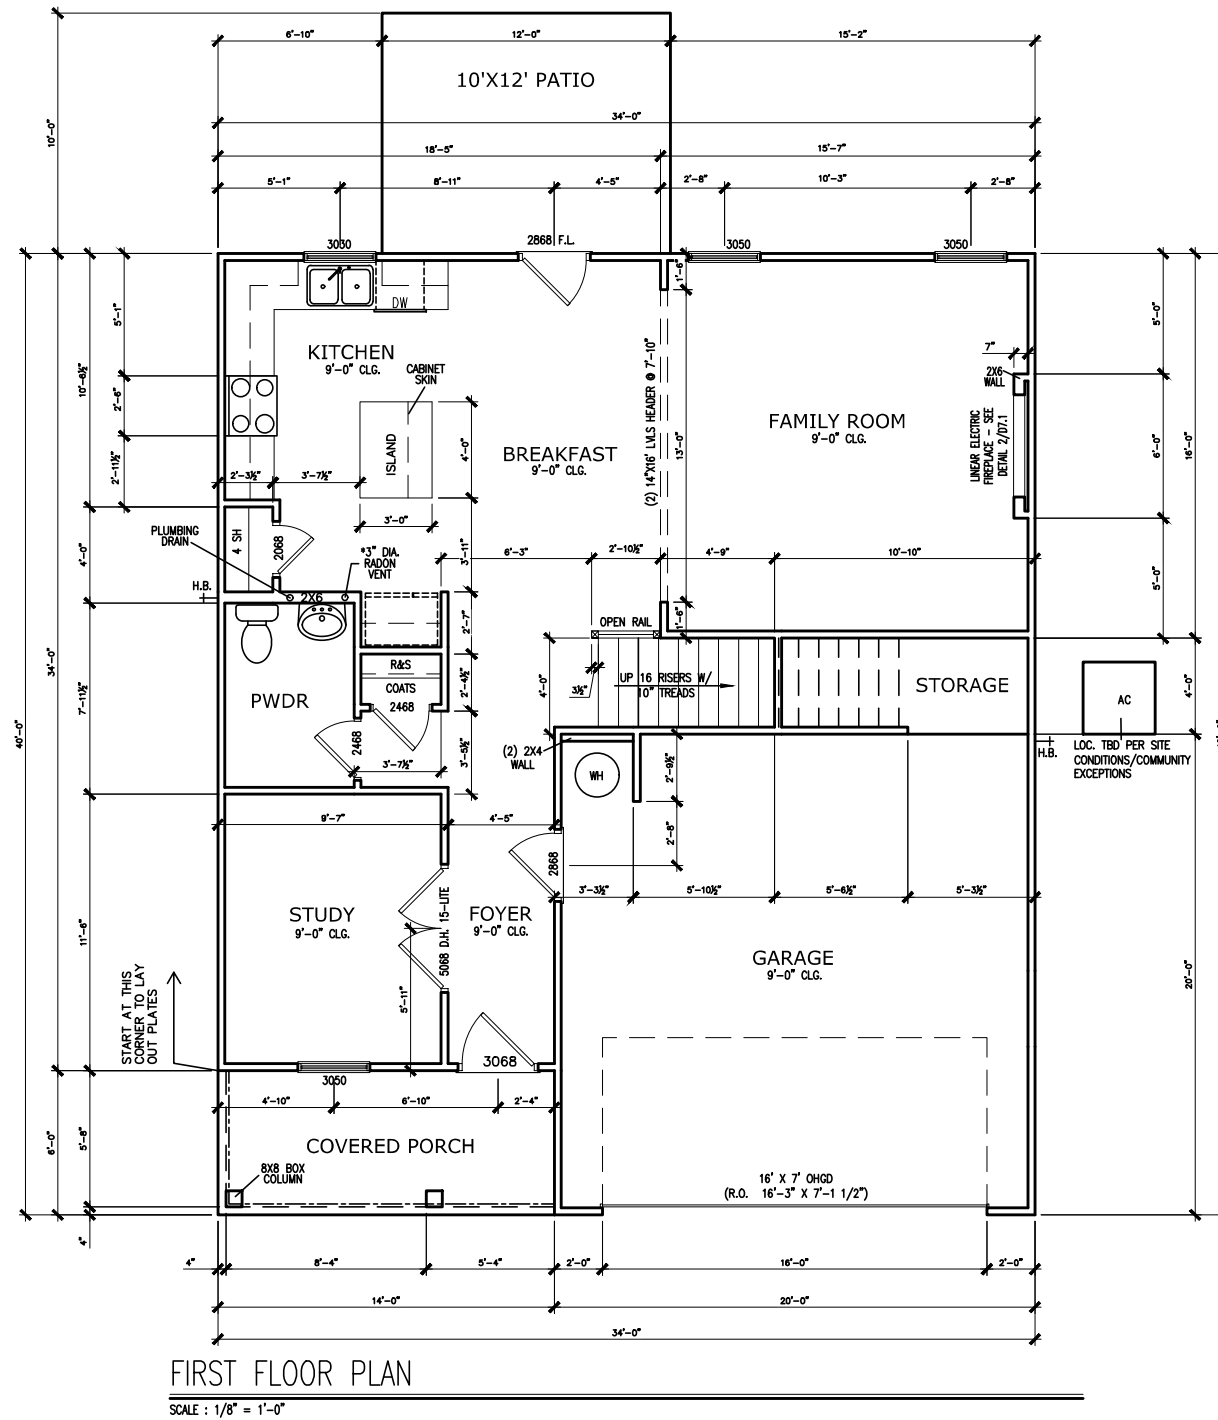 6'-10"
12'-0"
15'-2"
10'X12' PATIO
10'-0"
34'-0"
18'-5"
15'-7"
5'-1"
8'-11"
4'-5"
2'-8"
10'-3"
2'-8"
3030
2868 F.L.
3050
3050
1'-6"
DW
5'-1"
5'-0"
KITCHEN
9'-0" CLG.
CABINET
SKIN
7"
2X6
WALL
10'-8½"
2'-6"
ISLAND
4'-0"
BREAKFAST
9'-0" CLG.
(2) 14"X16' LVLS HEADER @ 7'-10"
13'-0"
FAMILY ROOM
9'-0" CLG.
LINEAR ELECTRIC
FIREPLACE - SEE
DETAIL 2/D7.1
6'-0"
16'-0"
2'-11½"
2'-3½"
3'-7½"
3'-0"
PLUMBING
DRAIN
4 SH
2068
*3" DIA.
RADON
VENT
3'-11"
6'-3"
2'-10½"
4'-9"
10'-10"
4'-0"
5'-0"
H.B.
2X6
2'-7"
OPEN RAIL
1'-6"
34'-0"
40'-0"
7'-11½"
PWDR
R&S
COATS
2468
2'-4½"
4'-0"
3½"
UP 16 RISERS W/
10" TREADS
STORAGE
4'-0"
AC
2468
3'-7½"
3'-5½"
(2) 2X4
WALL
WH
2'-9½"
H.B.
LOC. TBD PER SITE
CONDITIONS/COMMUNITY
EXCEPTIONS
9'-7"
4'-5"
2868
2'-8"
3'-3½"
5'-10½"
5'-6½"
5'-3½"
11'-6"
STUDY
9'-0" CLG.
5068 D.H. 15-LITE
FOYER
9'-0" CLG.
GARAGE
9'-0" CLG.
20'-0"
5'-11"
START AT THIS
CORNER TO LAY
OUT PLATES
3068
3050
4'-10"
6'-10"
2'-4"
6'-0"
5'-8"
COVERED PORCH
8X8 BOX
COLUMN
16' X 7' OHGD
(R.O. 16'-3" X 7'-1 1/2")
4"
4"
8'-4"
5'-4"
2'-0"
16'-0"
2'-0"
14'-0"
20'-0"
34'-0"
FIRST FLOOR PLAN
SCALE : 1/8" = 1'-0"